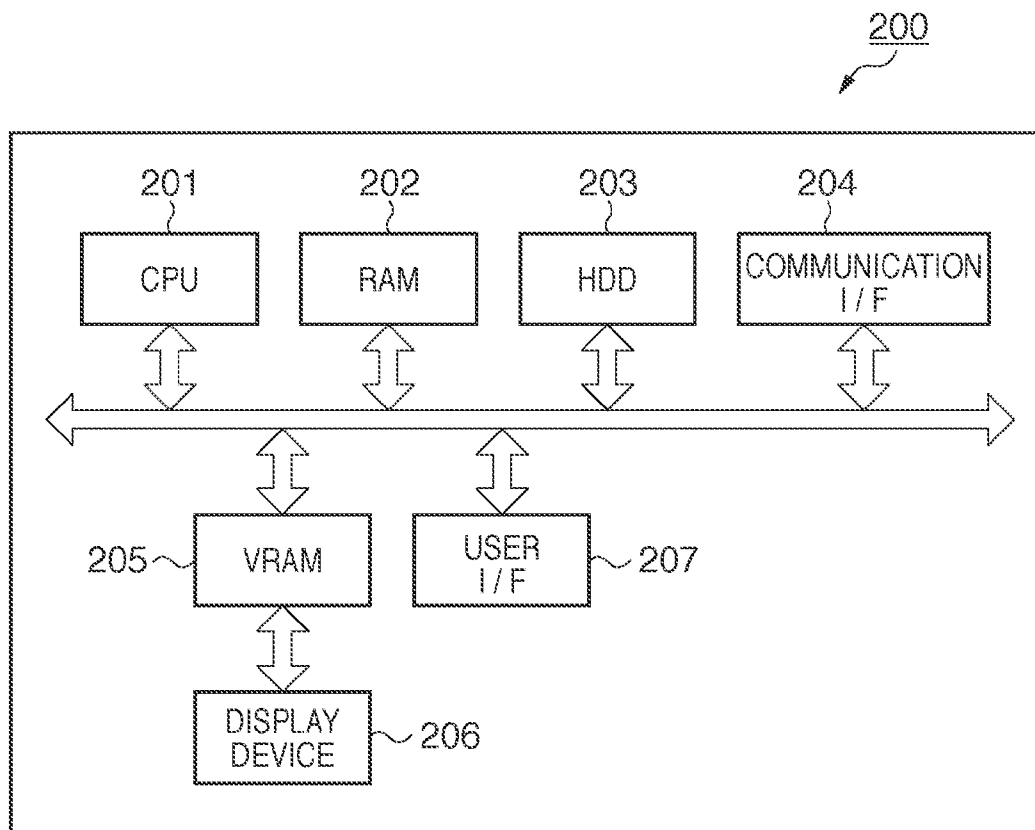 200
201
202
203
204
CPU
RAM
HDD
COMMUNICATION
I / F
205
VRAM
USER
I / F
207
DISPLAY
DEVICE
206